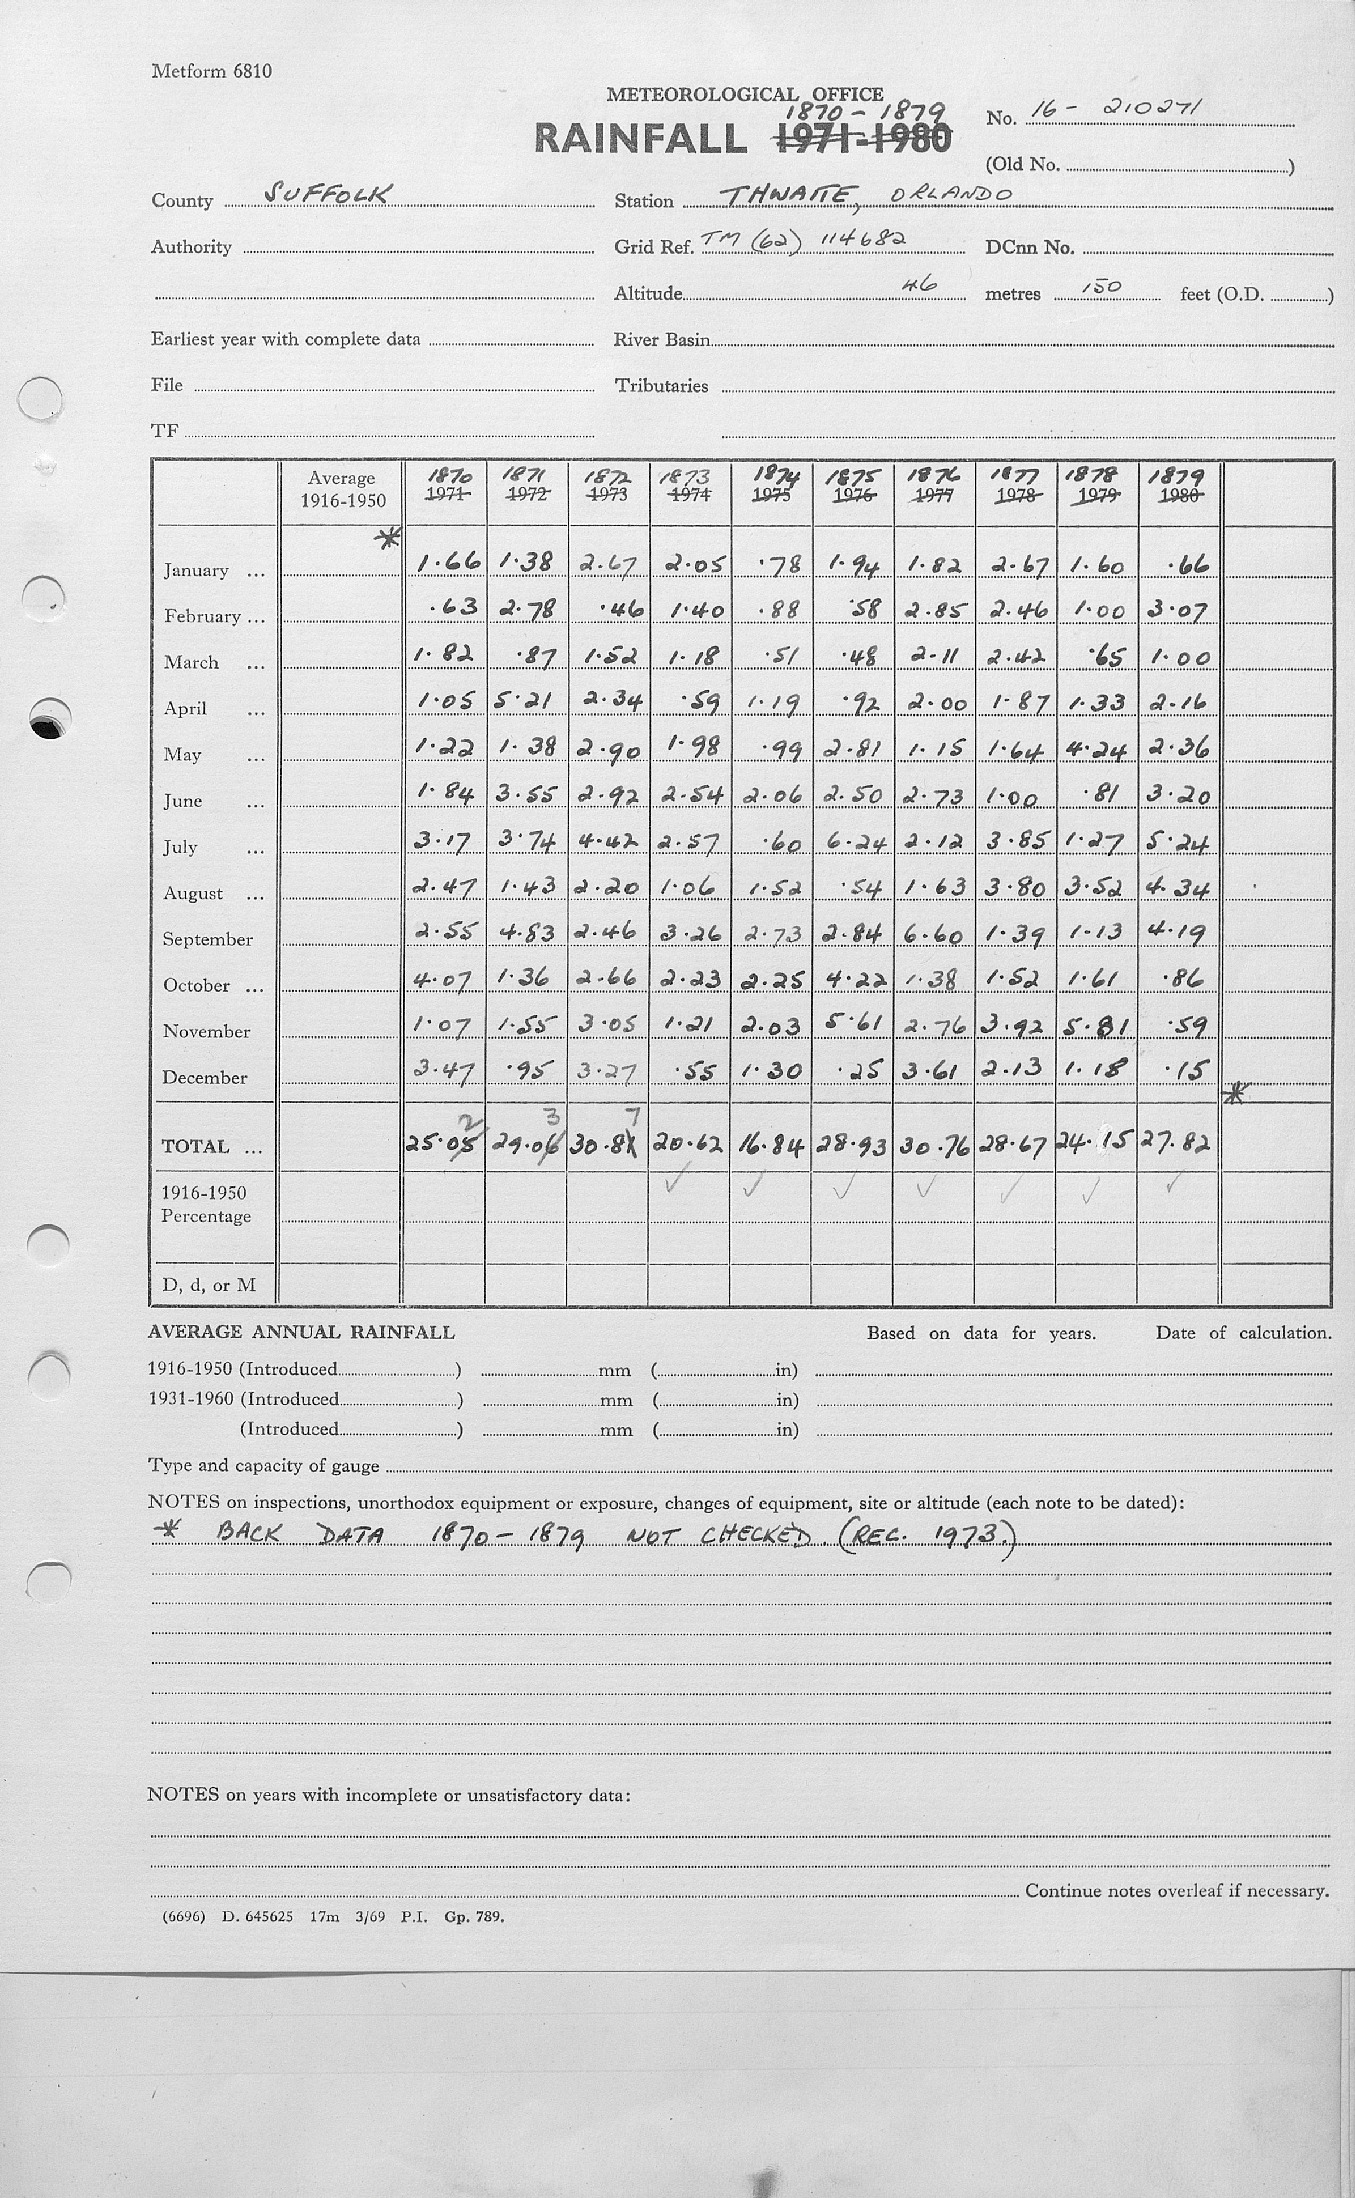 Metform 6810
METEOROLOGICAL OFFICE
1870 - 1879
RAINFALL 1971-1980
No. 16 - 210271
(Old No. )
County SUFFOLK Station THWAITE, ORLANDO
Authority Grid Ref. TM (62) 114682 DCnn No.
Altitude 46 metres 150 feet (O.D. )
Earliest year with complete data River Basin
File Tributaries
TF
Average 1870 1871 1872 1873 1874 1875 1876 1877 1878 1879
1916-1950 1971 1972 1973 1974 1975 1976 1977 1978 1979 1980
*
January ... 1.66 1.38 2.67 2.05 .78 1.94 1.82 2.67 1.60 .66
February ... .63 2.78 .46 1.40 .88 .58 2.85 2.46 1.00 3.07
March ... 1.82 .87 1.52 1.18 .51 .48 2.11 2.42 .65 1.00
April ... 1.05 5.21 2.34 .59 1.19 .92 2.00 1.87 1.33 2.16
May ... 1.22 1.38 2.90 1.98 .99 2.81 1.15 1.64 4.24 2.36
June ... 1.84 3.55 2.92 2.54 2.06 2.50 2.73 1.00 .81 3.20
July ... 3.17 3.74 4.42 2.57 .60 6.24 2.12 3.85 1.27 5.24
August ... 2.47 1.43 2.20 1.06 1.52 .54 1.63 3.80 3.52 4.34
September 2.55 4.83 2.46 3.26 2.73 2.84 6.60 1.39 1.13 4.19
October ... 4.07 1.36 2.66 2.23 2.25 4.22 1.38 1.52 1.61 .86
November 1.07 1.55 3.05 1.21 2.03 5.61 2.76 3.92 5.81 .59
December 3.47 .95 3.27 .55 1.30 .25 3.61 2.13 1.18 .15
*
2 3 7
TOTAL ... 25.05 29.06 30.81 20.62 16.84 28.93 30.76 28.67 24.15 27.82
1916-1950
Percentage
D, d, or M
AVERAGE ANNUAL RAINFALL Based on data for years. Date of calculation.
1916-1950 (Introduced ) mm ( in)
1931-1960 (Introduced ) mm ( in)
(Introduced ) mm ( in)
Type and capacity of gauge
NOTES on inspections, unorthodox equipment or exposure, changes of equipment, site or altitude (each note to be dated):
* BACK DATA 1870 - 1879 NOT CHECKED. (REC. 1973.)
NOTES on years with incomplete or unsatisfactory data:
Continue notes overleaf if necessary.
(6696) D. 645625 17m 3/69 P.I. Gp. 789.